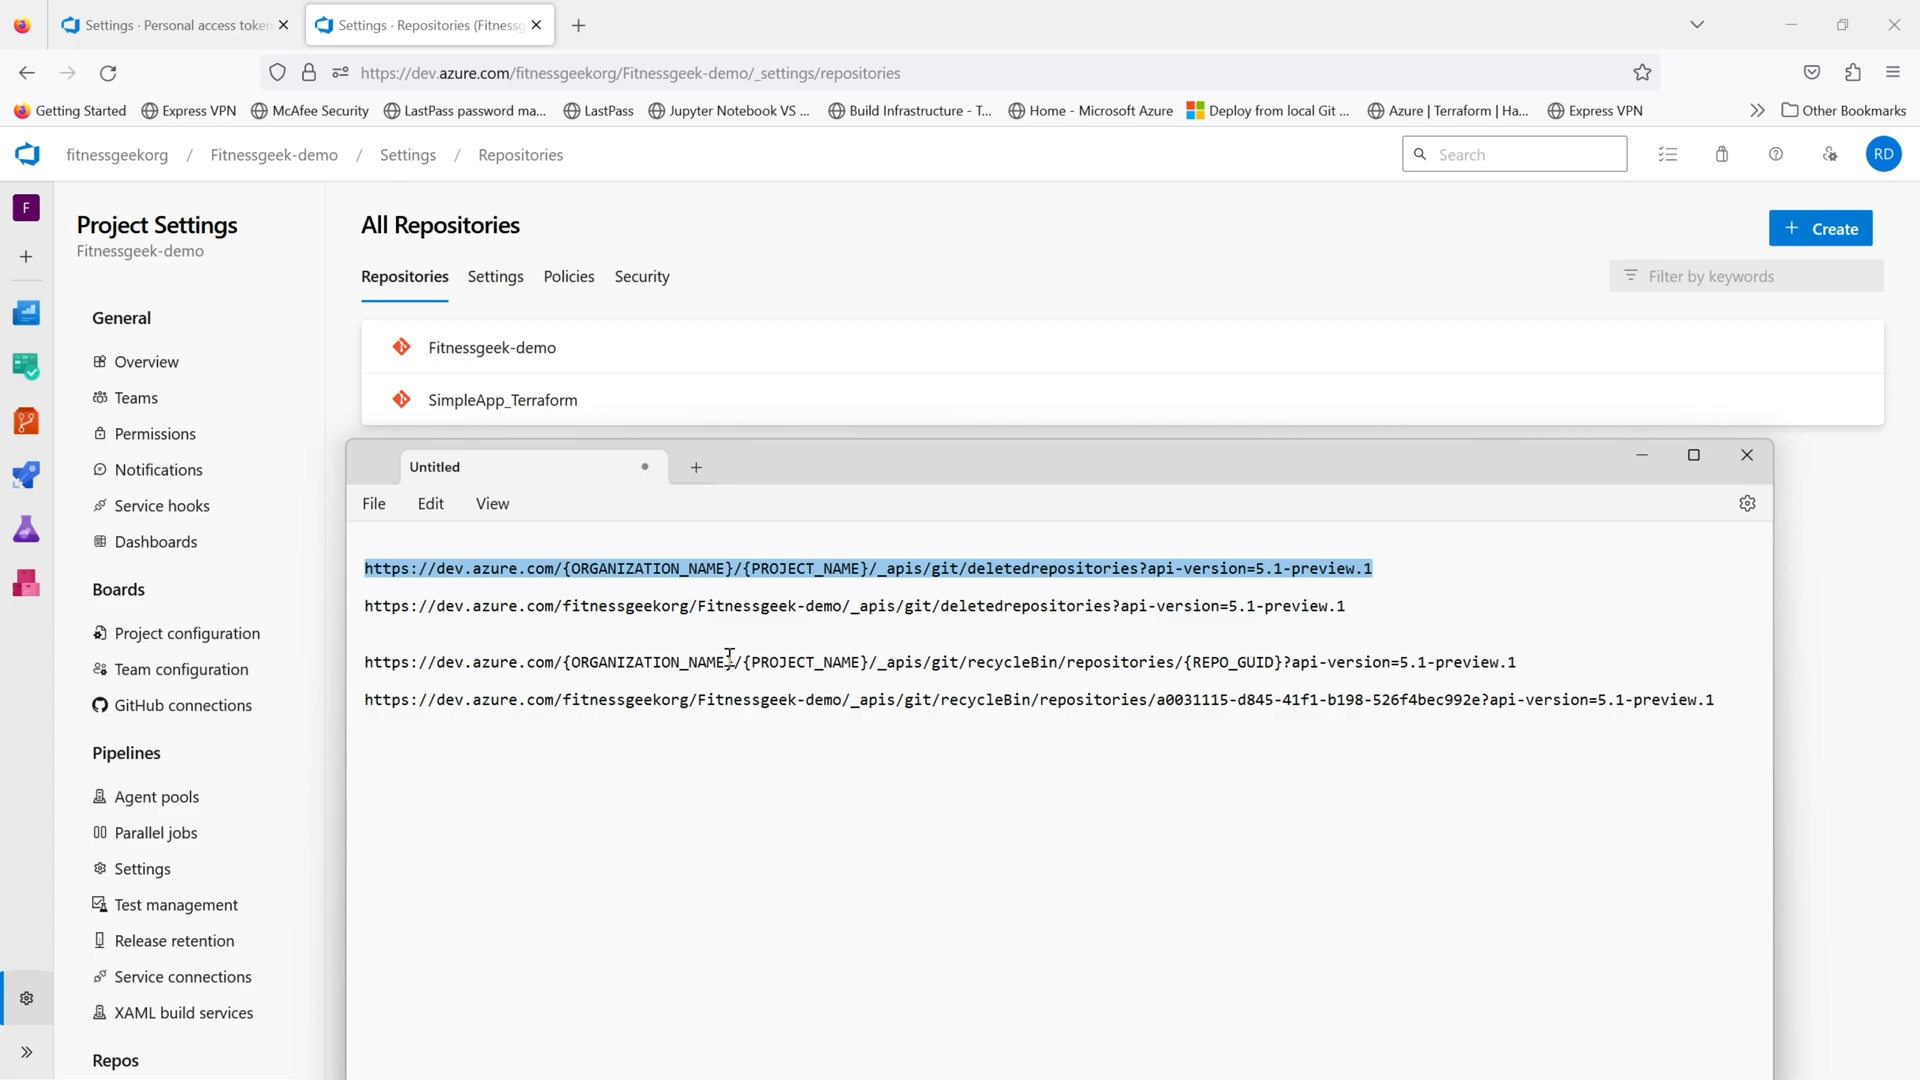 Settings · Personal access token
Settings · Repositories (Fitnessg
https://dev.azure.com/fitnessgeekorg/Fitnessgeek-demo/_settings/repositories
Getting Started
Express VPN
McAfee Security
LastPass password ma...
LastPass
Jupyter Notebook VS ...
Build Infrastructure - T...
Home - Microsoft Azure
Deploy from local Git ...
Azure | Terraform | Ha...
Express VPN
Other Bookmarks
fitnessgeekorg / Fitnessgeek-demo / Settings / Repositories
Search
RD
F
Project Settings
Fitnessgeek-demo
General
Overview
Teams
Permissions
Notifications
Service hooks
Dashboards
Boards
Project configuration
Team configuration
GitHub connections
Pipelines
Agent pools
Parallel jobs
Settings
Test management
Release retention
Service connections
XAML build services
Repos
All Repositories
+ Create
Repositories Settings Policies Security
Filter by keywords
Fitnessgeek-demo
SimpleApp_Terraform
Untitled
File Edit View
https://dev.azure.com/{ORGANIZATION_NAME}/{PROJECT_NAME}/_apis/git/deletedrepositories?api-version=5.1-preview.1
https://dev.azure.com/fitnessgeekorg/Fitnessgeek-demo/_apis/git/deletedrepositories?api-version=5.1-preview.1
https://dev.azure.com/{ORGANIZATION_NAME}/{PROJECT_NAME}/_apis/git/recycleBin/repositories/{REPO_GUID}?api-version=5.1-preview.1
https://dev.azure.com/fitnessgeekorg/Fitnessgeek-demo/_apis/git/recycleBin/repositories/a0031115-d845-41f1-b198-526f4bec992e?api-version=5.1-preview.1